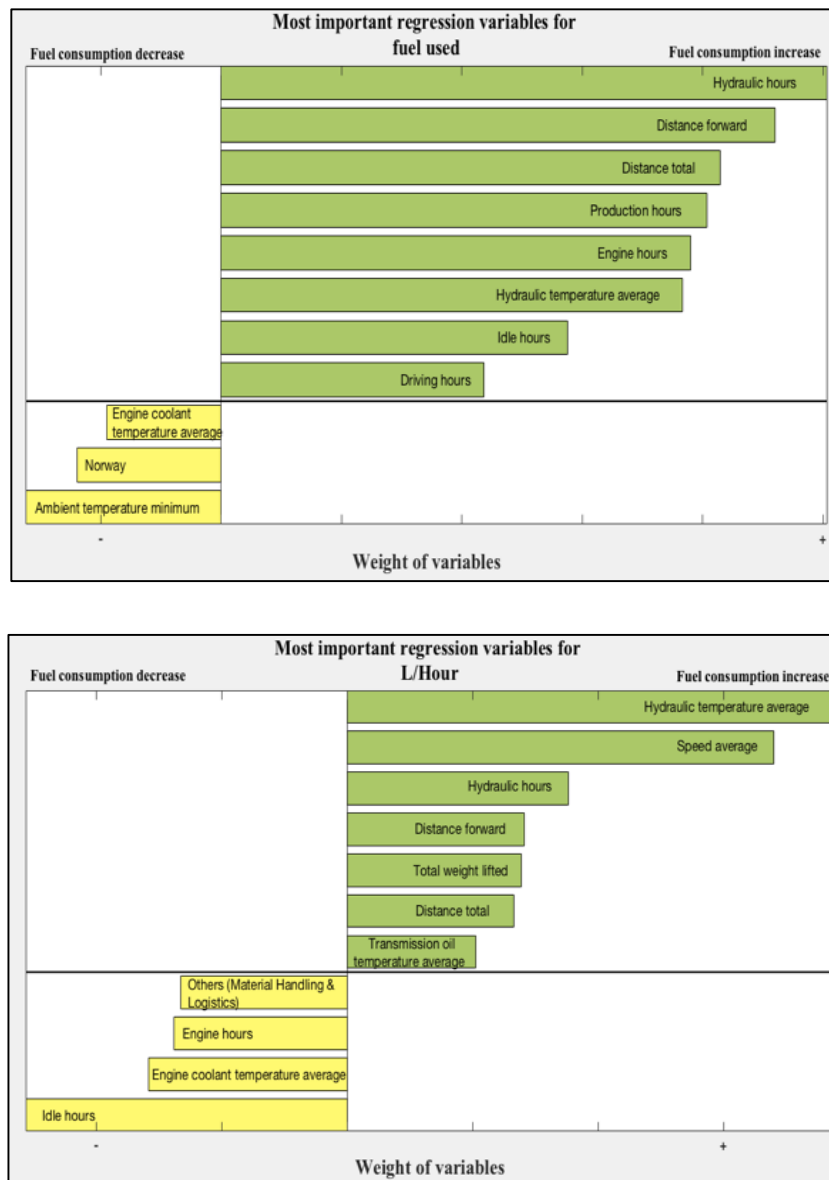 Most important regression variables for
fuel used
Fuel consumption decrease
Fuel consumption increase
Hydraulic hours
Distance forward
Distance total
Production hours
Engine hours
Hydraulic temperature average
Idle hours
Driving hours
Engine coolant
temperature average
Norway
Ambient temperature minimum
-
+
Weight of variables
Most important regression variables for
L/Hour
Fuel consumption decrease
Fuel consumption increase
Hydraulic temperature average
Speed average
Hydraulic hours
Distance forward
Total weight lifted
Distance total
Transmission oil
temperature average
Others (Material Handling &
Logistics)
Engine hours
Engine coolant temperature average
Idle hours
-
+
Weight of variables